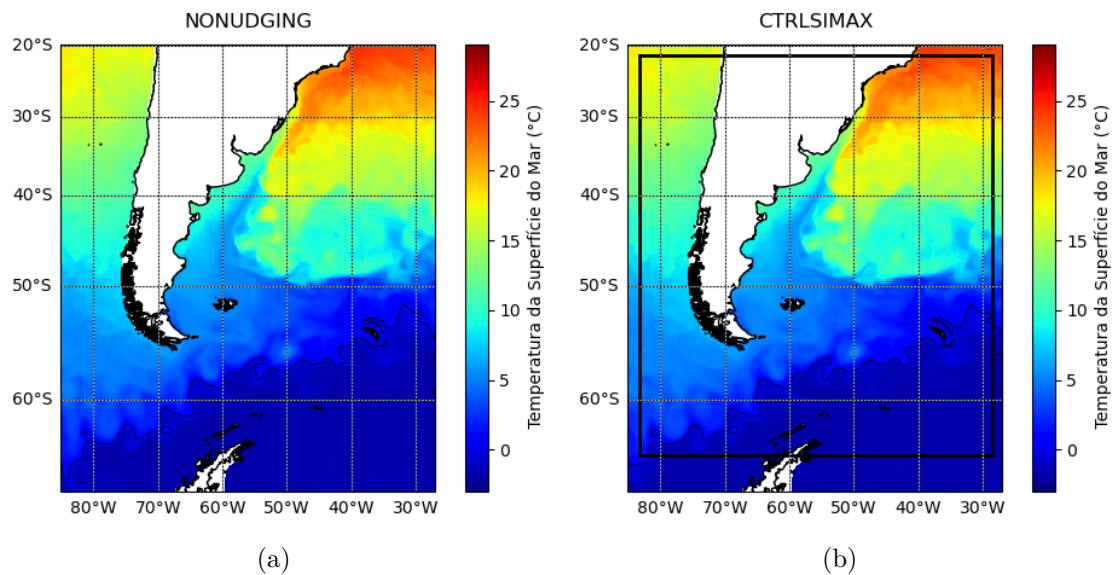 NONUDGING
20°S
30°S
40°S
50°S
60°S
80°W 70°W 60°W 50°W 40°W 30°W
25
20
15
10
5
0
Temperatura da Superfície do Mar (°C)
(a)
CTRLSIMAX
20°S
30°S
40°S
50°S
60°S
80°W 70°W 60°W 50°W 40°W 30°W
25
20
15
10
5
0
Temperatura da Superfície do Mar (°C)
(b)